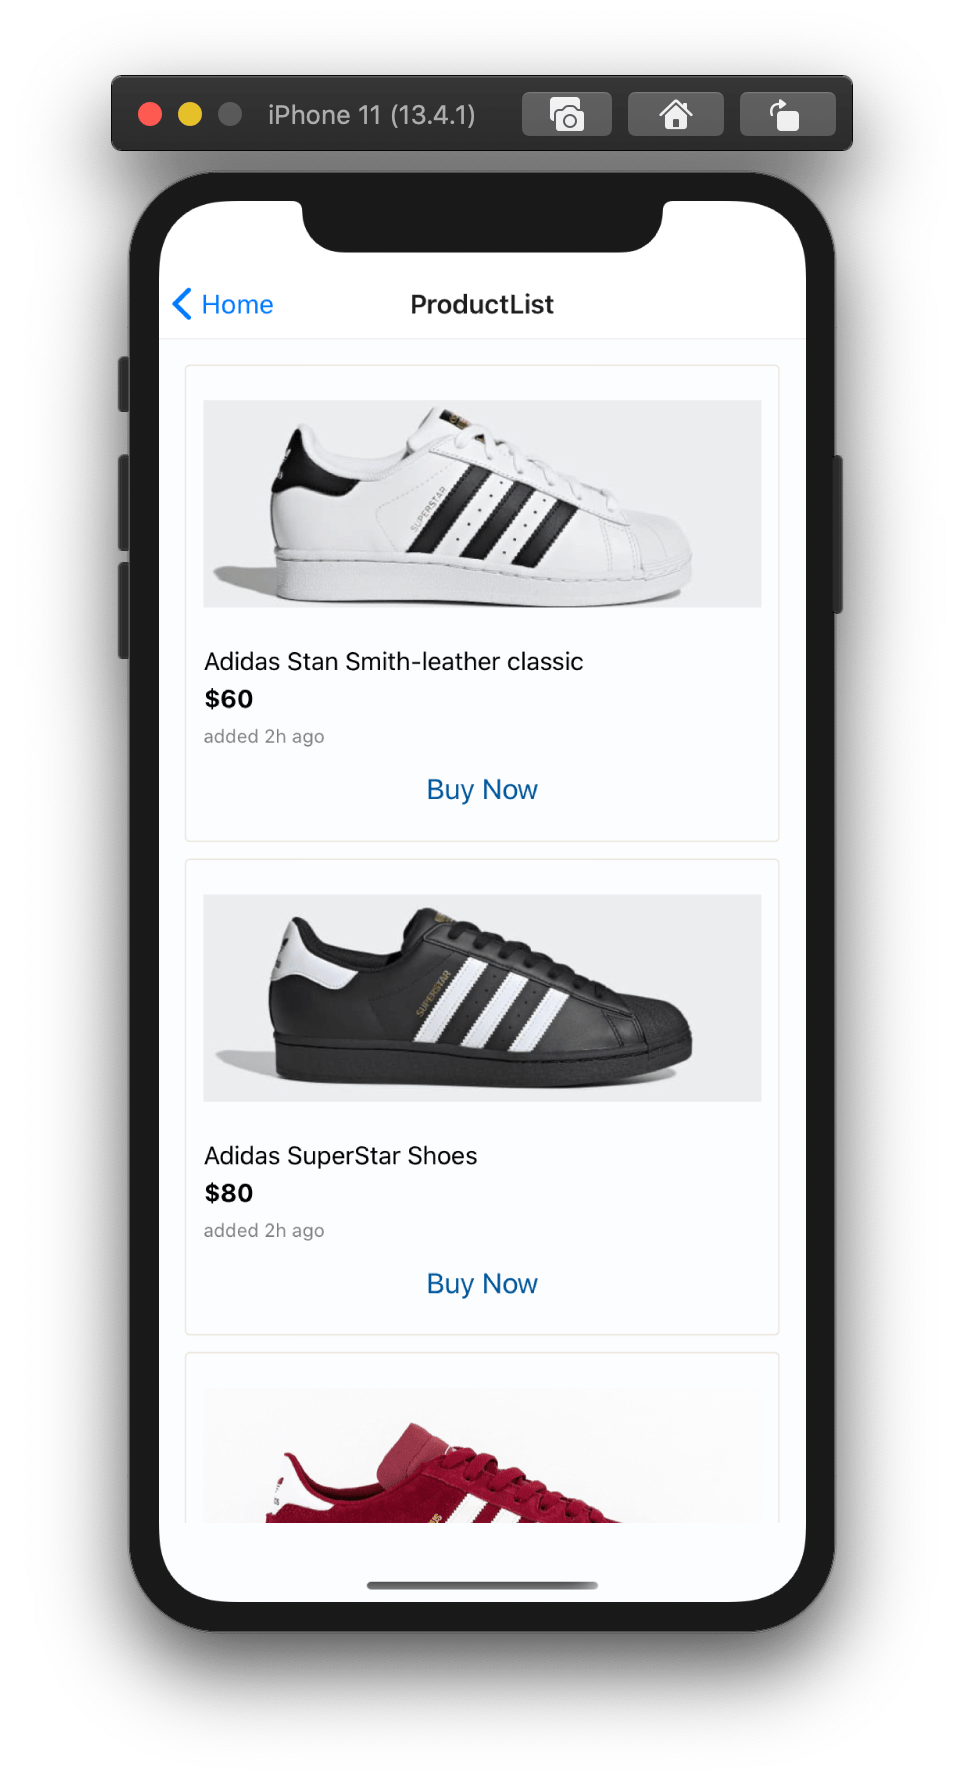 iPhone 11 (13.4.1)
Home
ProductList
SUPERSTAR
Adidas Stan Smith-leather classic
$60
added 2h ago
Buy Now
SUPERSTAR
Adidas SuperStar Shoes
$80
added 2h ago
Buy Now